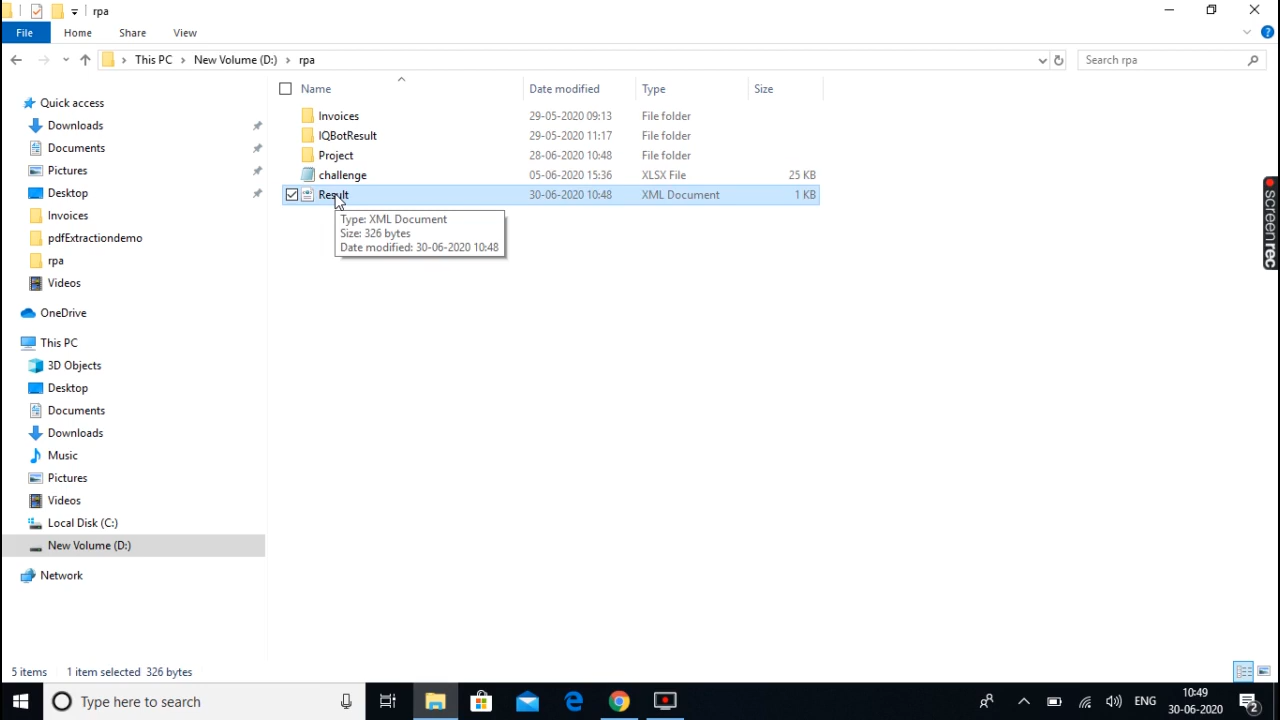 rpa
File Home Share View
This PC New Volume (D:) rpa
Search rpa
Name Date modified Type Size
Invoices 29-05-2020 09:13 File folder
IQBotResult 29-05-2020 11:17 File folder
Project 28-06-2020 10:48 File folder
challenge 05-06-2020 15:36 XLSX File 25 KB
Result 30-06-2020 10:48 XML Document 1 KB
Type: XML Document
Size: 326 bytes
Date modified: 30-06-2020 10:48
Quick access
Downloads
Documents
Pictures
Desktop
Invoices
pdfExtractiondemo
rpa
Videos
OneDrive
This PC
3D Objects
Desktop
Documents
Downloads
Music
Pictures
Videos
Local Disk (C:)
New Volume (D:)
Network
screenrec
5 items 1 item selected 326 bytes
Type here to search
ENG
10:49
30-06-2020
2